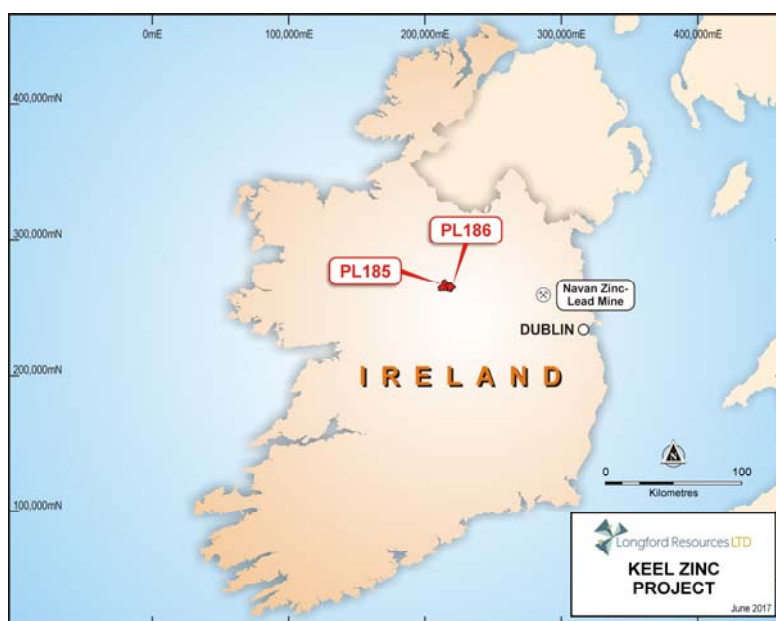 0mE
100,000mE
200,000mE
300,000mE
400,000mE
400,000mN
300,000mN
200,000mN
100,000mN
PL186
PL185
Navan Zinc-
Lead Mine
DUBLIN
IRELAND
N
0 100
Kilometres
Longford Resources LTD
KEEL ZINC
PROJECT
June 2017